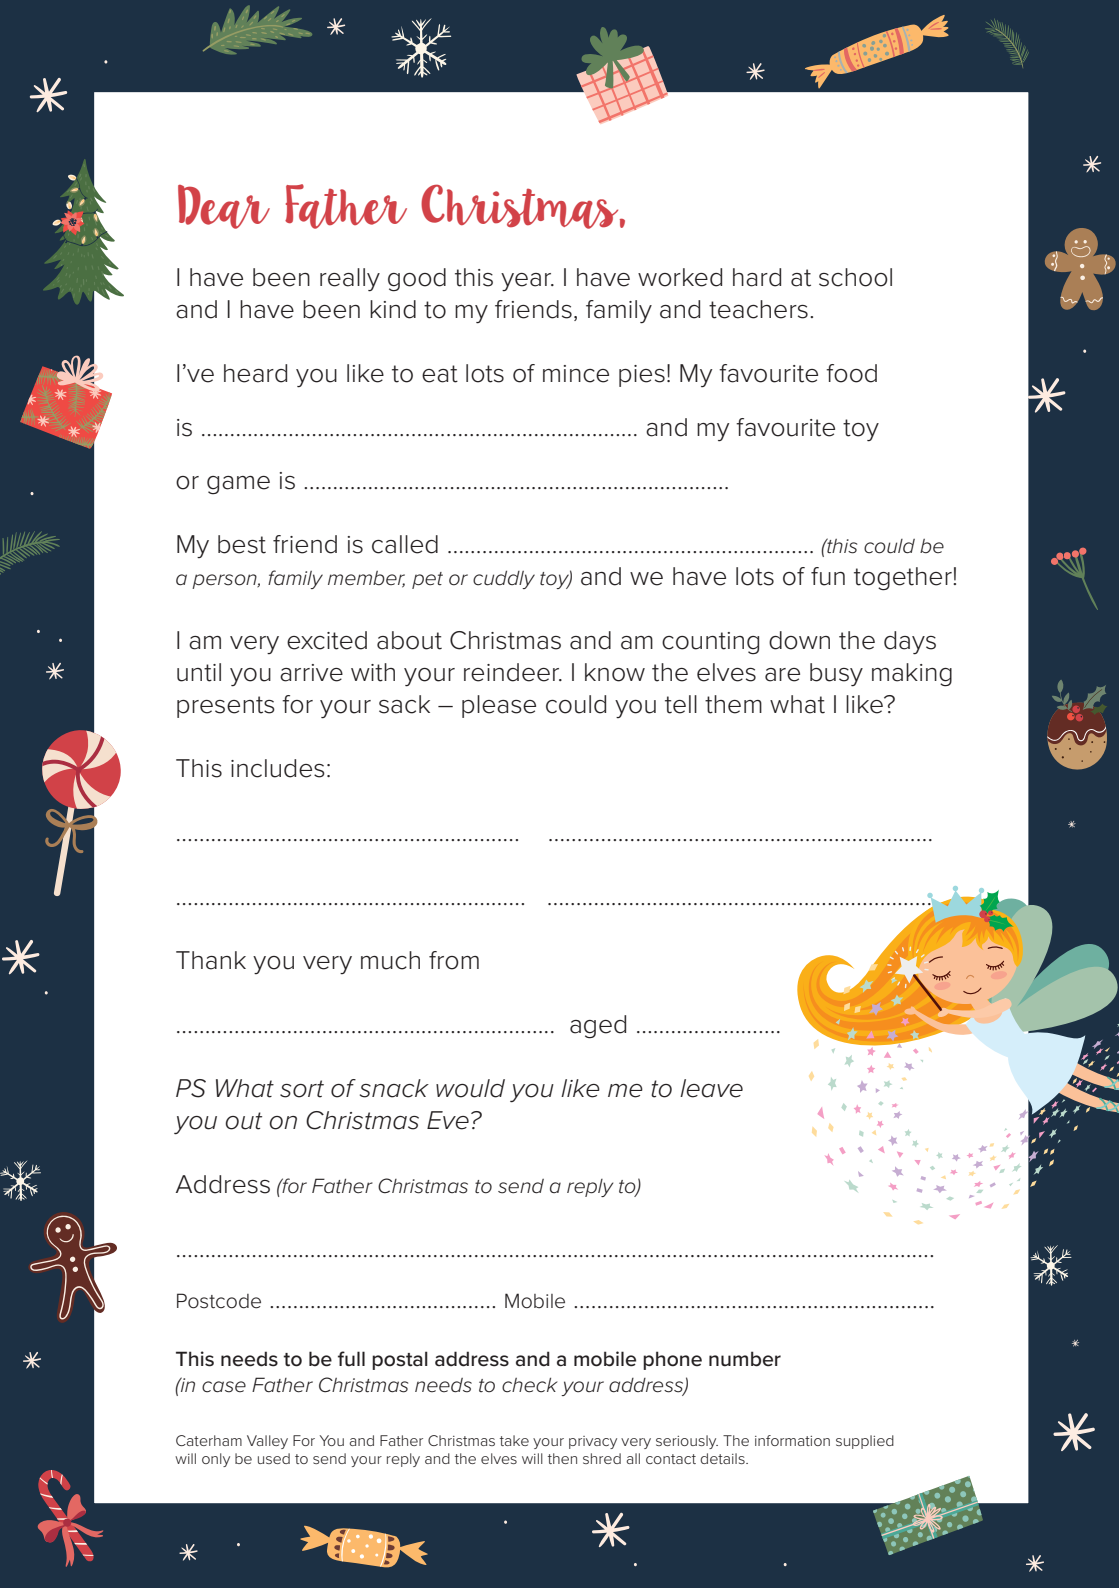 Dear Father Christmas,
I have been really good this year. I have worked hard at school
and I have been kind to my friends, family and teachers.
I've heard you like to eat lots of mince pies! My favourite food
is ........................................................................... and my favourite toy
or game is .........................................................................
My best friend is called ............................................................... (this could be
a person, family member, pet or cuddly toy) and we have lots of fun together!
I am very excited about Christmas and am counting down the days
until you arrive with your reindeer. I know the elves are busy making
presents for your sack – please could you tell them what I like?
This includes:
........................................................... ..................................................................
............................................................ ..................................................................
Thank you very much from
................................................................. aged .........................
PS What sort of snack would you like me to leave
you out on Christmas Eve?
Address (for Father Christmas to send a reply to)
...................................................................................................................................
Postcode ....................................... Mobile ..............................................................
This needs to be full postal address and a mobile phone number
(in case Father Christmas needs to check your address)
Caterham Valley For You and Father Christmas take your privacy very seriously. The information supplied
will only be used to send your reply and the elves will then shred all contact details.